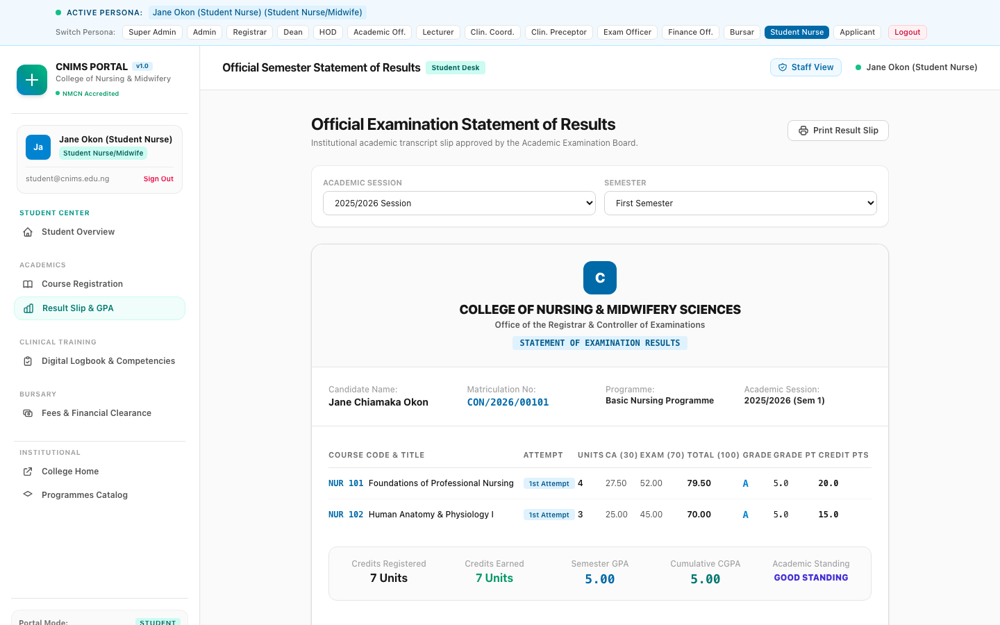 ACTIVE PERSONA: Jane Okon (Student Nurse) (Student Nurse/Midwife)
Switch Persona: Super Admin Admin Registrar Dean HOD Academic Off. Lecturer Clin. Coord. Clin. Preceptor Exam Officer Finance Off. Bursar Student Nurse Applicant Logout
CNIMS PORTAL v1.0
College of Nursing & Midwifery
NMCN Accredited
Ja
Jane Okon (Student Nurse)
Student Nurse/Midwife
student@cnims.edu.ng Sign Out
STUDENT CENTER
Student Overview
ACADEMICS
Course Registration
Result Slip & GPA
CLINICAL TRAINING
Digital Logbook & Competencies
BURSARY
Fees & Financial Clearance
INSTITUTIONAL
College Home
Programmes Catalog
Portal Mode: STUDENT
Official Semester Statement of Results Student Desk
Staff View Jane Okon (Student Nurse)
Official Examination Statement of Results
Institutional academic transcript slip approved by the Academic Examination Board.
Print Result Slip
ACADEMIC SESSION SEMESTER
2025/2026 Session First Semester
C
COLLEGE OF NURSING & MIDWIFERY SCIENCES
Office of the Registrar & Controller of Examinations
STATEMENT OF EXAMINATION RESULTS
Candidate Name: Matriculation No: Programme: Academic Session:
Jane Chiamaka Okon CON/2026/00101 Basic Nursing Programme 2025/2026 (Sem 1)
COURSE CODE & TITLE ATTEMPT UNITS CA (30) EXAM (70) TOTAL (100) GRADE GRADE PT CREDIT PTS
NUR 101 Foundations of Professional Nursing 1st Attempt 4 27.50 52.00 79.50 A 5.0 20.0
NUR 102 Human Anatomy & Physiology I 1st Attempt 3 25.00 45.00 70.00 A 5.0 15.0
Credits Registered Credits Earned Semester GPA Cumulative CGPA Academic Standing
7 Units 7 Units 5.00 5.00 GOOD STANDING